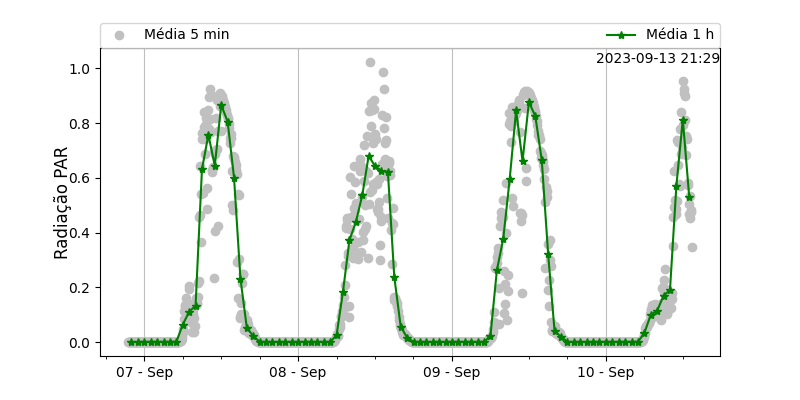 Média 5 min
Média 1 h
2023-09-13 21:29
Radiação PAR
1.0
0.8
0.6
0.4
0.2
0.0
07 - Sep
08 - Sep
09 - Sep
10 - Sep